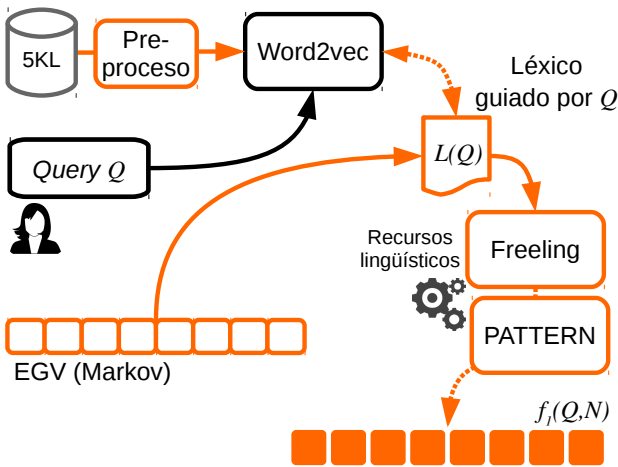 5KL
Pre-
proceso
Word2vec
Léxico
guiado por Q
Query Q
L(Q)
Recursos
lingüísticos
Freeling
PATTERN
EGV (Markov)
f₁(Q,N)